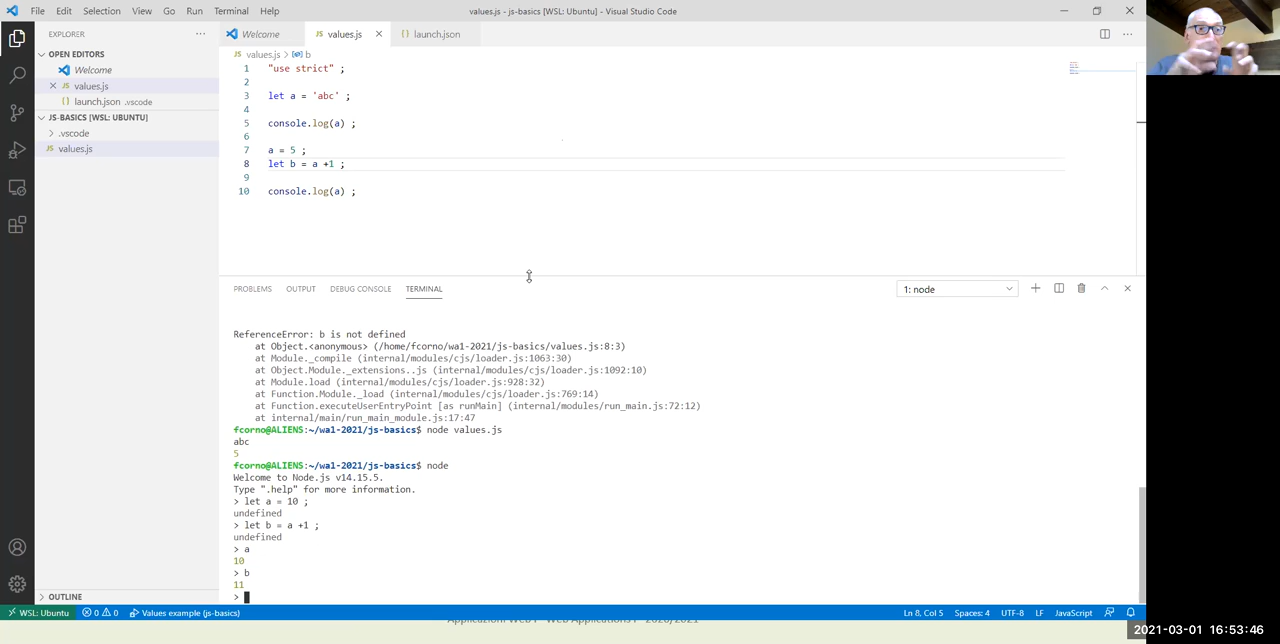 File Edit Selection View Go Run Terminal Help
values.js - js-basics [WSL: Ubuntu] - Visual Studio Code
EXPLORER
OPEN EDITORS
Welcome
values.js
launch.json .vscode
JS-BASICS [WSL: UBUNTU]
.vscode
JS values.js
OUTLINE
Welcome JS values.js launch.json
JS values.js > b
1 "use strict" ;
2
3 let a = 'abc' ;
4
5 console.log(a) ;
6
7 a = 5 ;
8 let b = a +1 ;
9
10 console.log(a) ;
PROBLEMS OUTPUT DEBUG CONSOLE TERMINAL
1: node
ReferenceError: b is not defined
at Object.<anonymous> (/home/fcorno/wa1-2021/js-basics/values.js:8:3)
at Module._compile (internal/modules/cjs/loader.js:1063:30)
at Object.Module._extensions..js (internal/modules/cjs/loader.js:1092:10)
at Module.load (internal/modules/cjs/loader.js:928:32)
at Function.Module._load (internal/modules/cjs/loader.js:769:14)
at Function.executeUserEntryPoint [as runMain] (internal/modules/run_main.js:72:12)
at internal/main/run_main_module.js:17:47
fcorno@ALIENS:~/wa1-2021/js-basics$ node values.js
abc
5
fcorno@ALIENS:~/wa1-2021/js-basics$ node
Welcome to Node.js v14.15.5.
Type ".help" for more information.
> let a = 10 ;
undefined
> let b = a +1 ;
undefined
> a
10
> b
11
>
WSL: Ubuntu 0 0 Values example (js-basics)
Ln 8, Col 5 Spaces: 4 UTF-8 LF JavaScript
2021-03-01 16:53:46